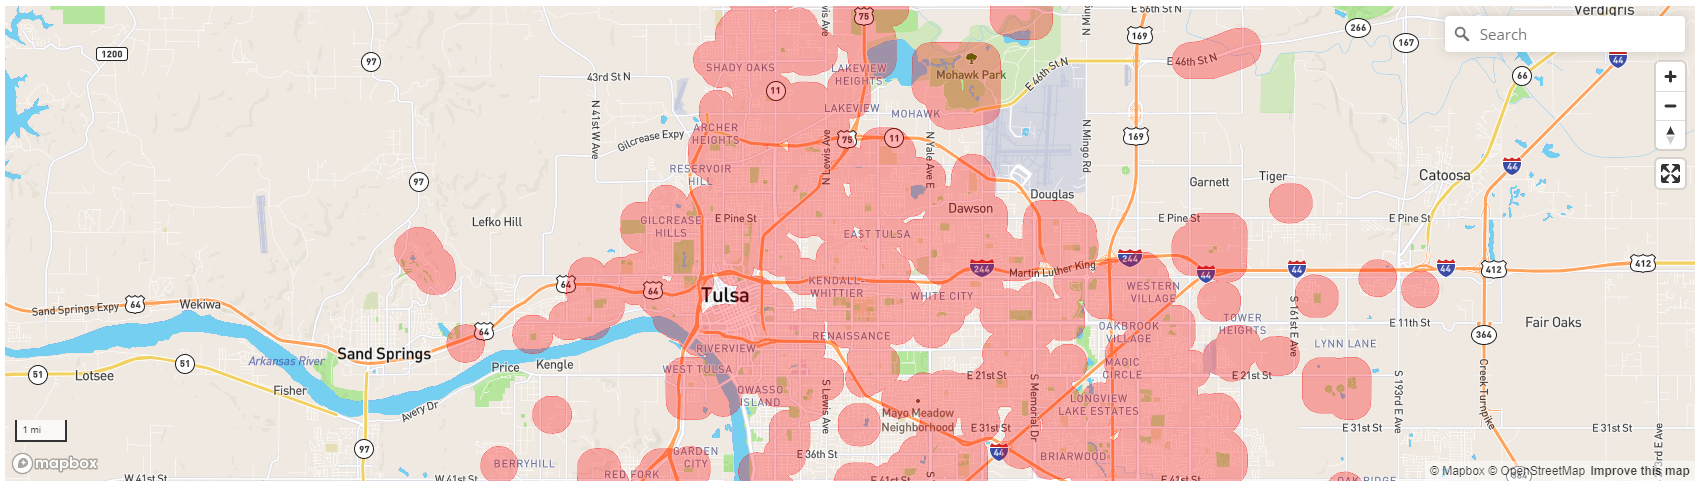 E 56th St N
Verdigris
75
Lewis Ave
N Mingo
266
167
169
Search
1200
97
SHADY OAKS
LAKEVIEW
HEIGHTS
Mohawk Park
E 46th St N
E 46th St N
44
66
43rd St N
11
LAKEVIEW
MOHAWK
N 41st W Ave
Gilcrease Expy
ARCHER
HEIGHTS
75
11
N Lewis Ave
N Yale Ave E
N Mingo Rd
169
44
97
RESERVOIR
HILL
Douglas
Garnett
Tiger
Catoosa
Lefko Hill
GILCREASE
HILLS
E Pine St
Dawson
E Pine St
E Pine St
EAST TULSA
244
Martin Luther King
244
44
44
44
412
412
64
64
KENDALL-
WHITTIER
WHITE CITY
WESTERN
VILLAGE
Sand Springs Expy
64
Wekiwa
Tulsa
S 161st E Ave
64
RENAISSANCE
OAKBROOK
VILLAGE
TOWER
HEIGHTS
E 11th St
Fair Oaks
364
LYNN LANE
Arkansas River
Sand Springs
RIVERVIEW
WEST TULSA
MAGIC
CIRCLE
51
51
Lotsee
Price
Kengle
E 21st St
E 21st St
Fisher
Avery Dr
OWASSO
ISLAND
S Lewis Ave
S Memorial Dr
LONGVIEW
LAKE ESTATES
S 193rd E Ave
Creek Turnpike
Mayo Meadow
Neighborhood
E 31st St
E 31st St
E 31st St
1 mi
97
GARDEN
CITY
E 36th St
44
BRIARWOOD
BERRYHILL
RED FORK
mapbox
W 41st St
W 41st St
E 41st St
E 41st St
OAK RIDGE
364
© Mapbox © OpenStreetMap Improve this map